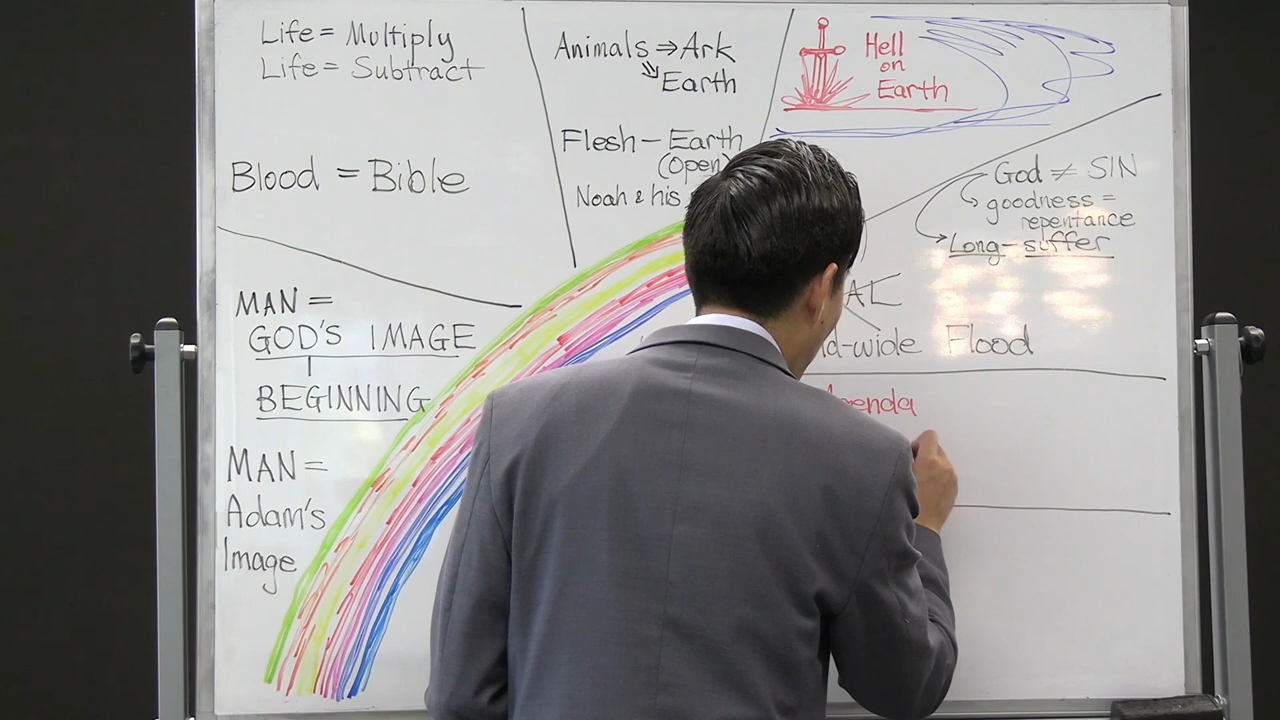 Life = Multiply
Life = Subtract
Blood = Bible
Animals ⇒ Ark
⇒ Earth
Flesh – Earth
(Open)
Noah & his
Hell
on
Earth
God ≠ SIN
goodness =
repentance
Long-suffer
MAN =
GOD'S IMAGE
BEGINNING
MAN =
Adam's
Image
Flood